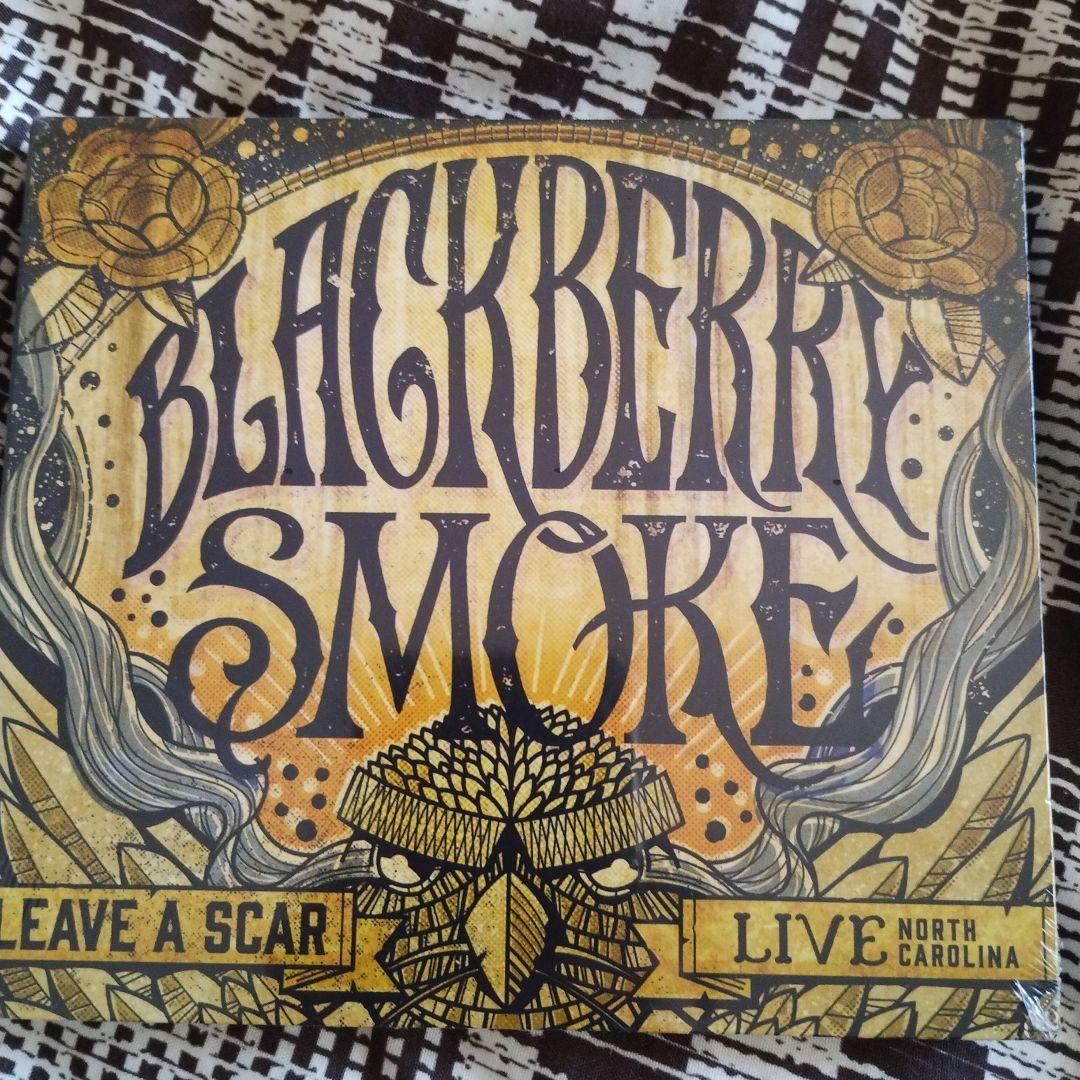 BLACKBERRY
SMOKE
LEAVE A SCAR
LIVE NORTH
CAROLINA